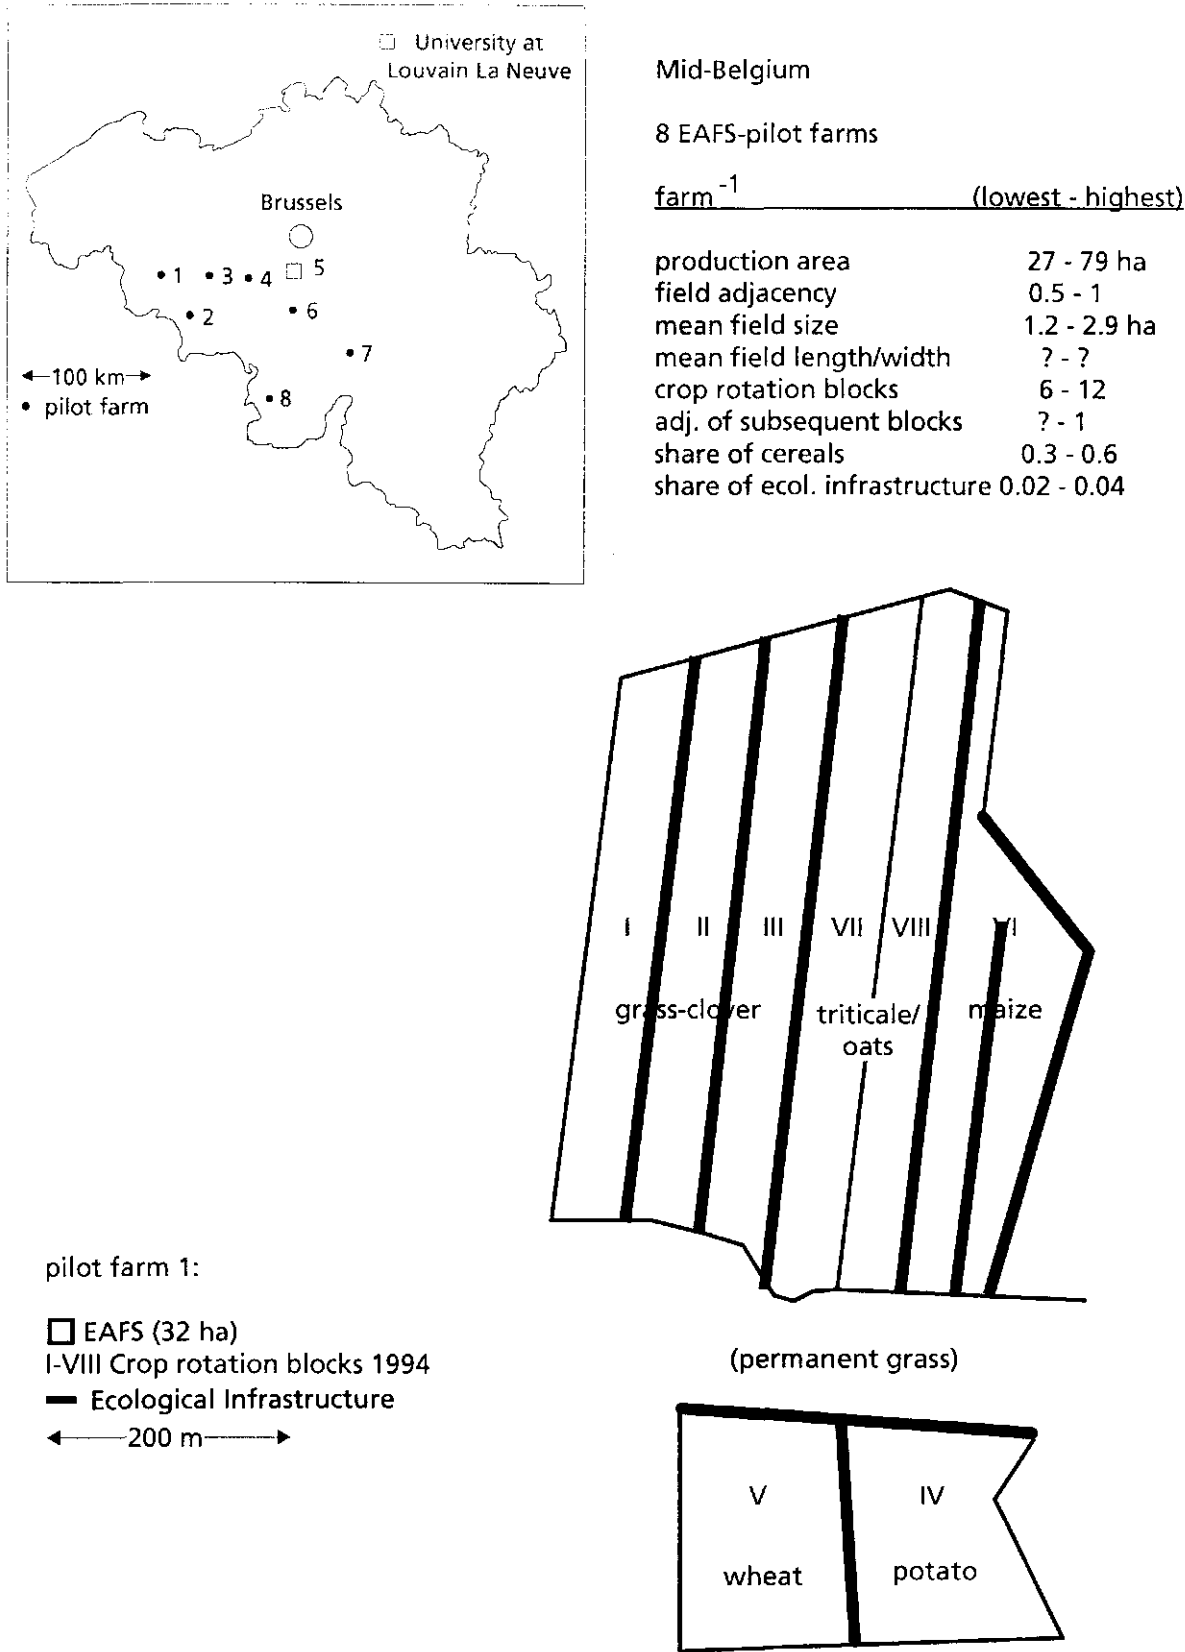 University at
Louvain La Neuve
Brussels
1
3
4
5
2
6
7
8
100 km
pilot farm
Mid-Belgium
8 EAFS-pilot farms
farm -1 (lowest - highest)
production area 27 - 79 ha
field adjacency 0.5 - 1
mean field size 1.2 - 2.9 ha
mean field length/width ? - ?
crop rotation blocks 6 - 12
adj. of subsequent blocks ? - 1
share of cereals 0.3 - 0.6
share of ecol. infrastructure 0.02 - 0.04
I II III VII VIII VI
grass-clover triticale/ maize
oats
pilot farm 1:
EAFS (32 ha)
I-VIII Crop rotation blocks 1994
Ecological Infrastructure
200 m
(permanent grass)
V IV
wheat potato